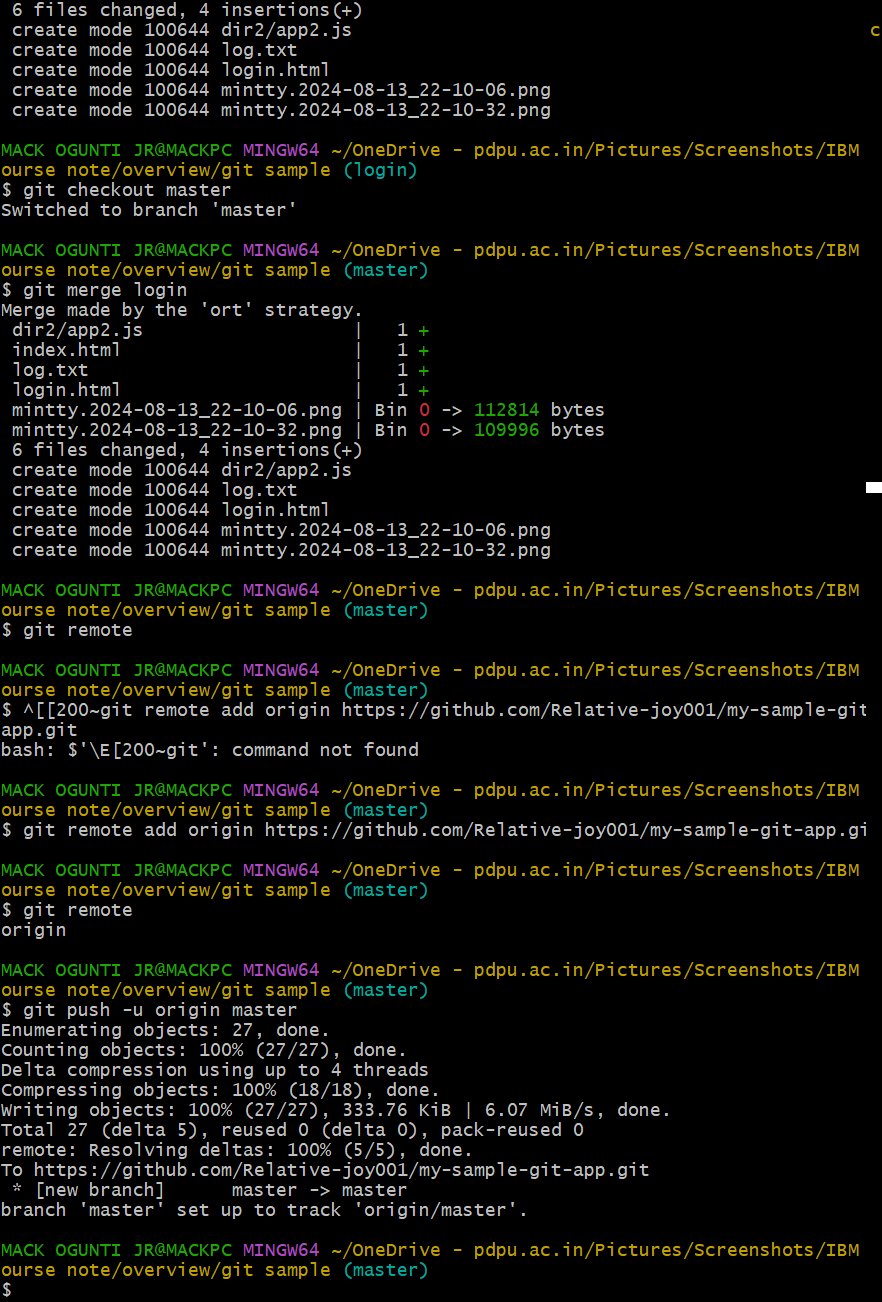 6 files changed, 4 insertions(+)
 create mode 100644 dir2/app2.js
 create mode 100644 log.txt
 create mode 100644 login.html
 create mode 100644 mintty.2024-08-13_22-10-06.png
 create mode 100644 mintty.2024-08-13_22-10-32.png
c

MACK OGUNTI JR@MACKPC MINGW64 ~/OneDrive - pdpu.ac.in/Pictures/Screenshots/IBM
ourse note/overview/git sample (login)
$ git checkout master
Switched to branch 'master'

MACK OGUNTI JR@MACKPC MINGW64 ~/OneDrive - pdpu.ac.in/Pictures/Screenshots/IBM
ourse note/overview/git sample (master)
$ git merge login
Merge made by the 'ort' strategy.
 dir2/app2.js                   |   1 +
 index.html                     |   1 +
 log.txt                        |   1 +
 login.html                     |   1 +
 mintty.2024-08-13_22-10-06.png | Bin 0 -> 112814 bytes
 mintty.2024-08-13_22-10-32.png | Bin 0 -> 109996 bytes
 6 files changed, 4 insertions(+)
 create mode 100644 dir2/app2.js
 create mode 100644 log.txt
 create mode 100644 login.html
 create mode 100644 mintty.2024-08-13_22-10-06.png
 create mode 100644 mintty.2024-08-13_22-10-32.png

MACK OGUNTI JR@MACKPC MINGW64 ~/OneDrive - pdpu.ac.in/Pictures/Screenshots/IBM
ourse note/overview/git sample (master)
$ git remote

MACK OGUNTI JR@MACKPC MINGW64 ~/OneDrive - pdpu.ac.in/Pictures/Screenshots/IBM
ourse note/overview/git sample (master)
$ ^[[200~git remote add origin https://github.com/Relative-joy001/my-sample-git
app.git
bash: $'\E[200~git': command not found

MACK OGUNTI JR@MACKPC MINGW64 ~/OneDrive - pdpu.ac.in/Pictures/Screenshots/IBM
ourse note/overview/git sample (master)
$ git remote add origin https://github.com/Relative-joy001/my-sample-git-app.gi

MACK OGUNTI JR@MACKPC MINGW64 ~/OneDrive - pdpu.ac.in/Pictures/Screenshots/IBM
ourse note/overview/git sample (master)
$ git remote
origin

MACK OGUNTI JR@MACKPC MINGW64 ~/OneDrive - pdpu.ac.in/Pictures/Screenshots/IBM
ourse note/overview/git sample (master)
$ git push -u origin master
Enumerating objects: 27, done.
Counting objects: 100% (27/27), done.
Delta compression using up to 4 threads
Compressing objects: 100% (18/18), done.
Writing objects: 100% (27/27), 333.76 KiB | 6.07 MiB/s, done.
Total 27 (delta 5), reused 0 (delta 0), pack-reused 0
remote: Resolving deltas: 100% (5/5), done.
To https://github.com/Relative-joy001/my-sample-git-app.git
 * [new branch]      master -> master
branch 'master' set up to track 'origin/master'.

MACK OGUNTI JR@MACKPC MINGW64 ~/OneDrive - pdpu.ac.in/Pictures/Screenshots/IBM
ourse note/overview/git sample (master)
$